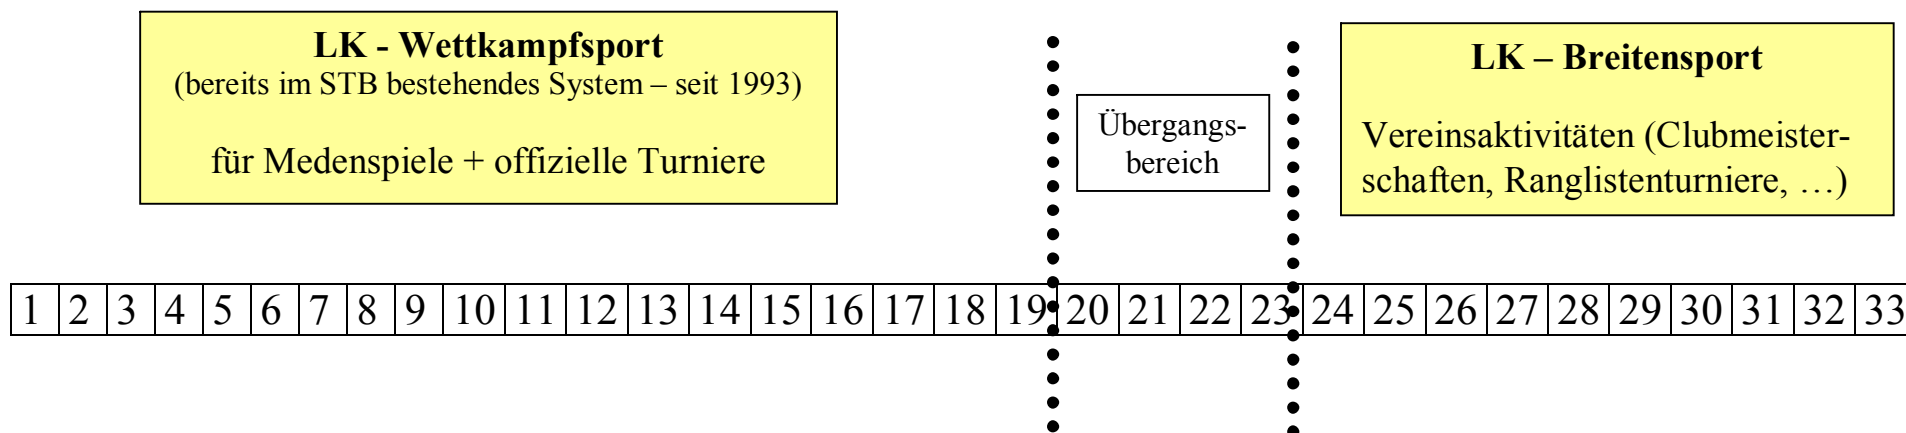 LK - Wettkampfsport
(bereits im STB bestehendes System – seit 1993)
für Medenspiele + offizielle Turniere
Übergangs-
bereich
LK – Breitensport
Vereinsaktivitäten (Clubmeister-
schaften, Ranglistenturniere, …)
1 2 3 4 5 6 7 8 9 10 11 12 13 14 15 16 17 18 19 20 21 22 23 24 25 26 27 28 29 30 31 32 33